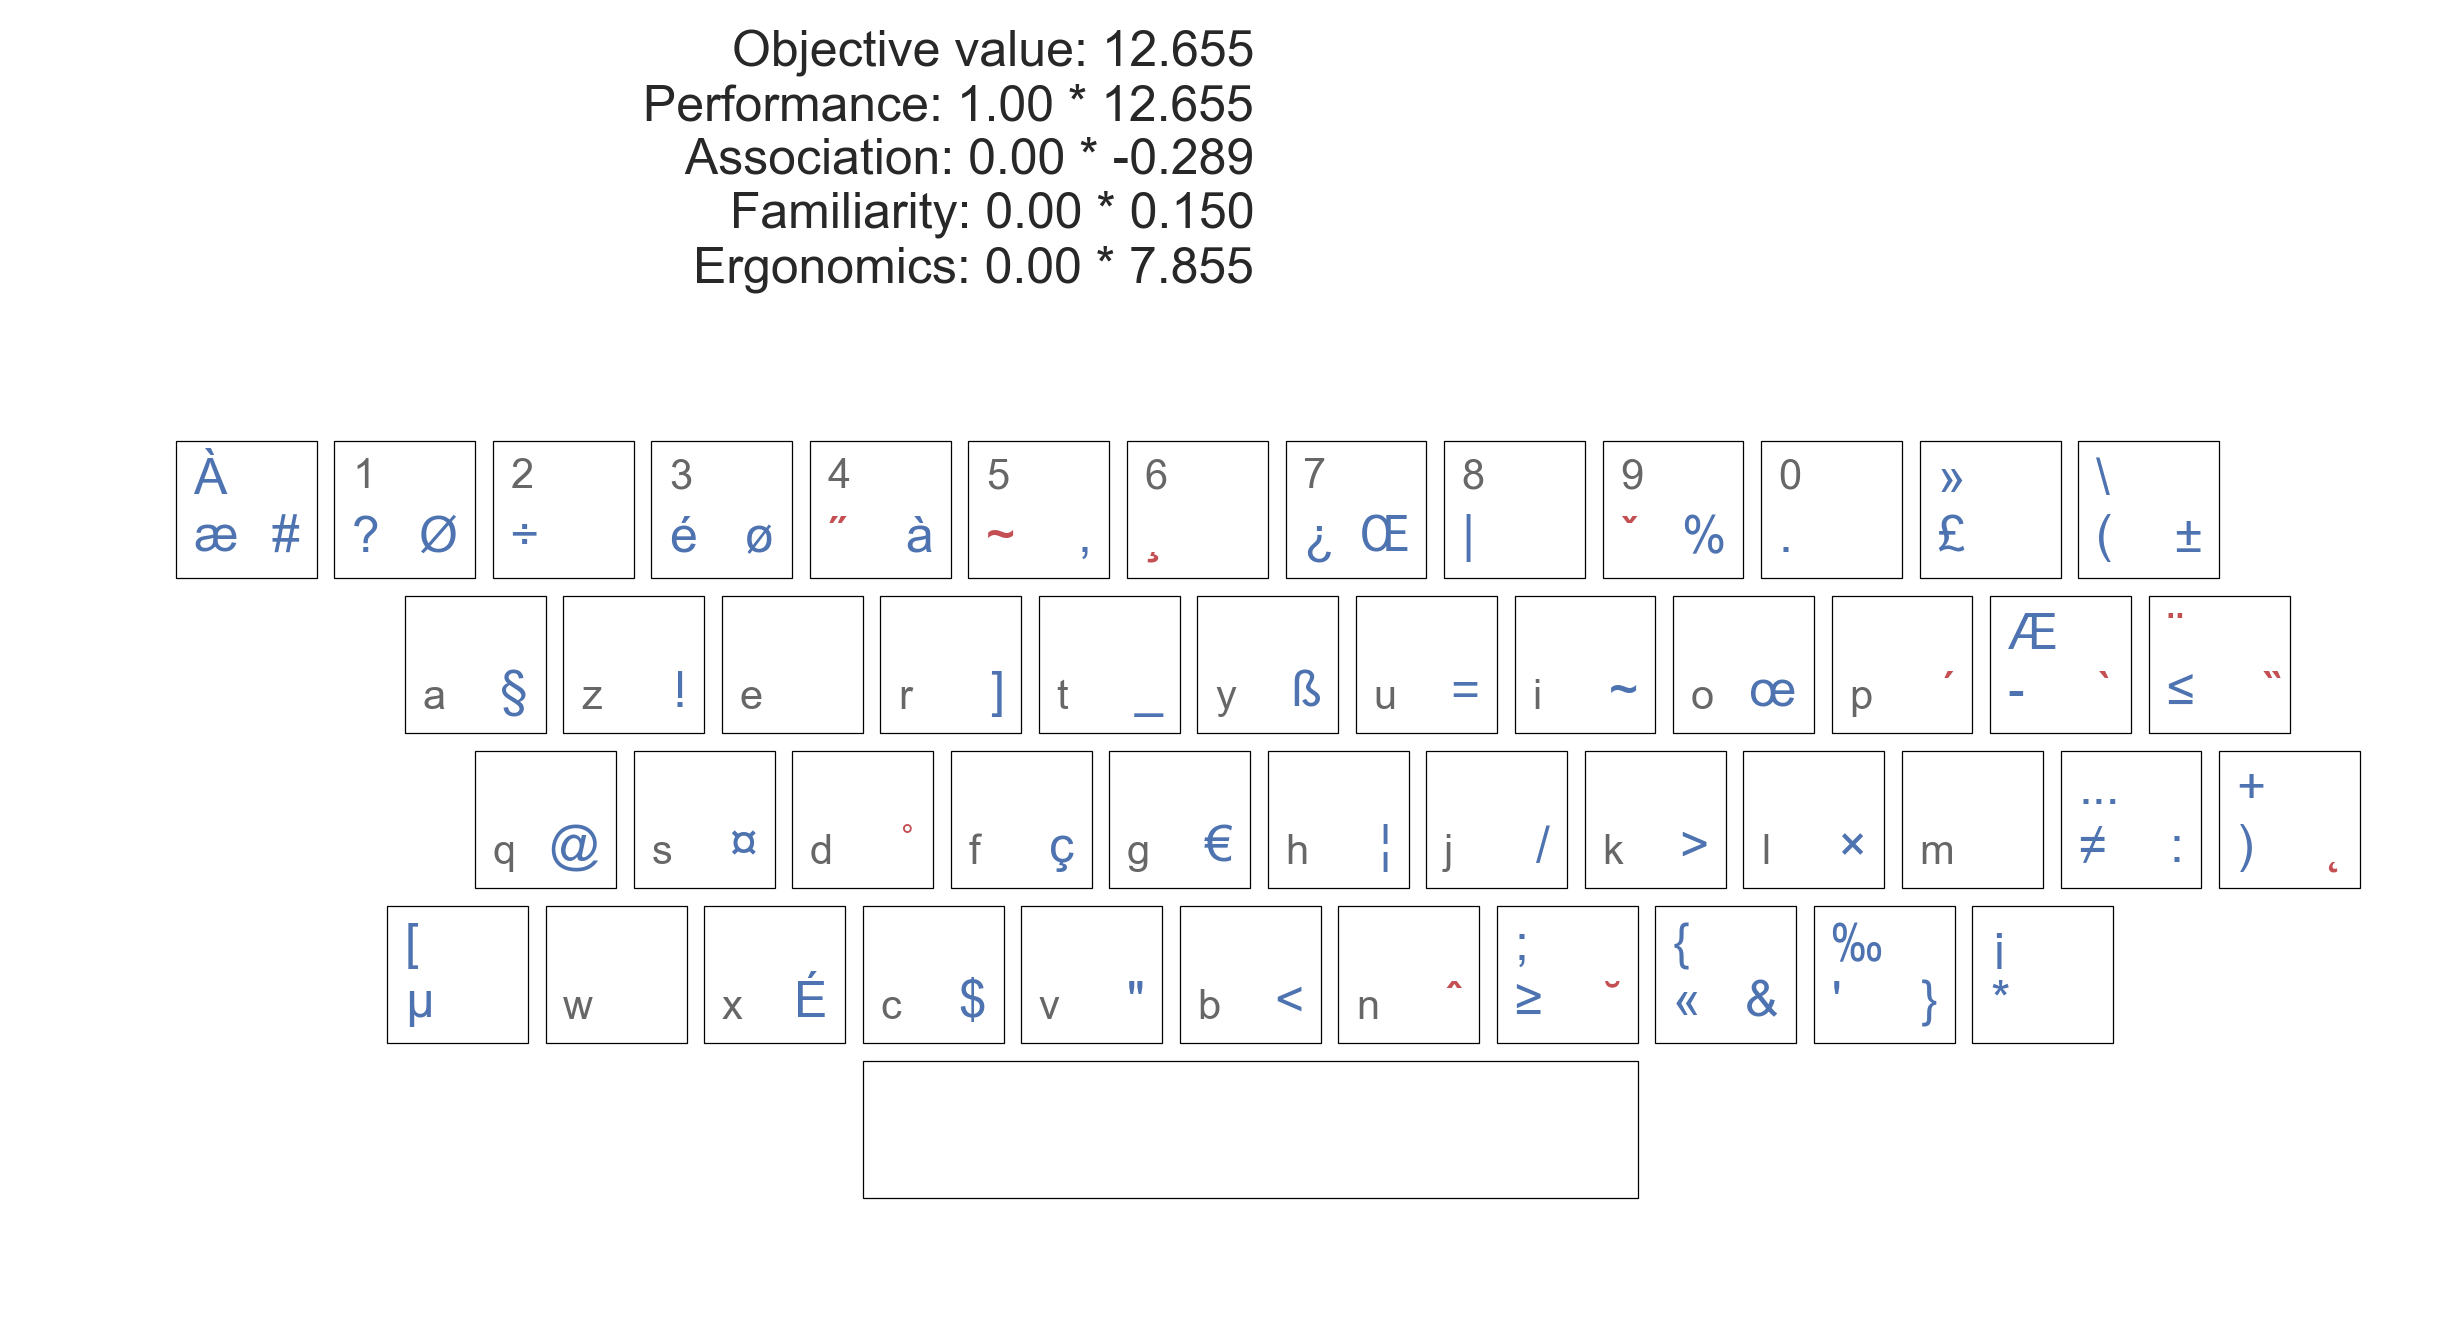 Objective value: 12.655
Performance: 1.00 * 12.655
Association: 0.00 * -0.289
Familiarity: 0.00 * 0.150
Ergonomics: 0.00 * 7.855
À 1 2 3 4 5 6 7 8 9 0 » \
æ # ? Ø ÷ é ø ˝ à ~ , ¸ ¿ Œ | ˇ % . £ ( ±
Æ ¨
a § z ! e r ] t _ y ß u = i ~ o œ p ´ - ` ≤ ‶
... +
q @ s ¤ d ° f ç g € h ¦ j / k > l × m ≠ : ) ˛
[ ; { ‰ ¡
µ w x É c $ v " b < n ˆ ≥ ˘ « & ' } *